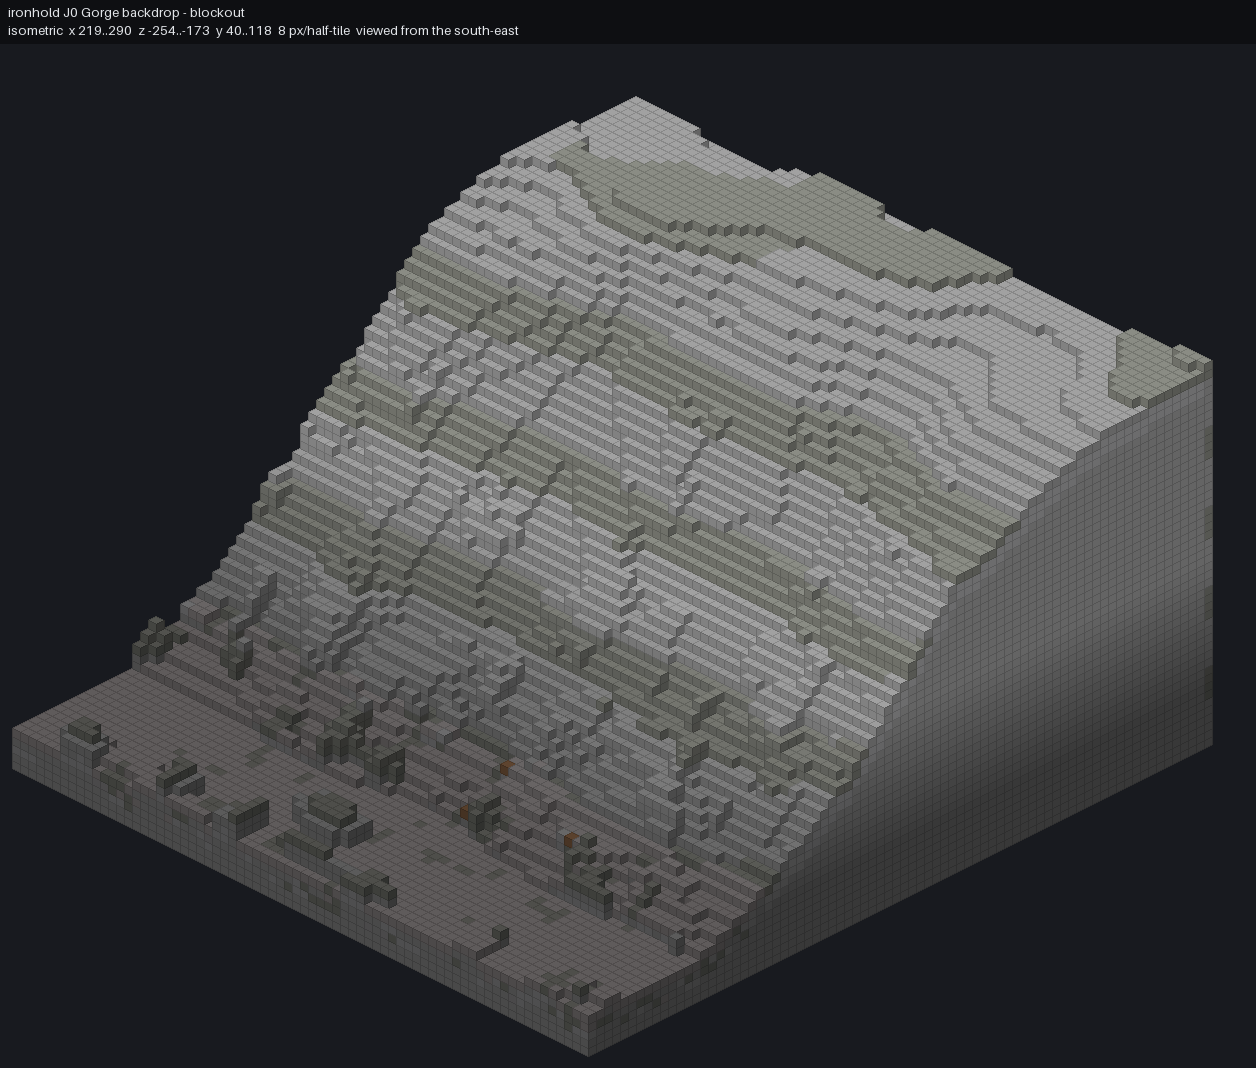 ironhold J0 Gorge backdrop - blockout
isometric  x 219..290  z -254..-173  y 40..118  8 px/half-tile  viewed from the south-east